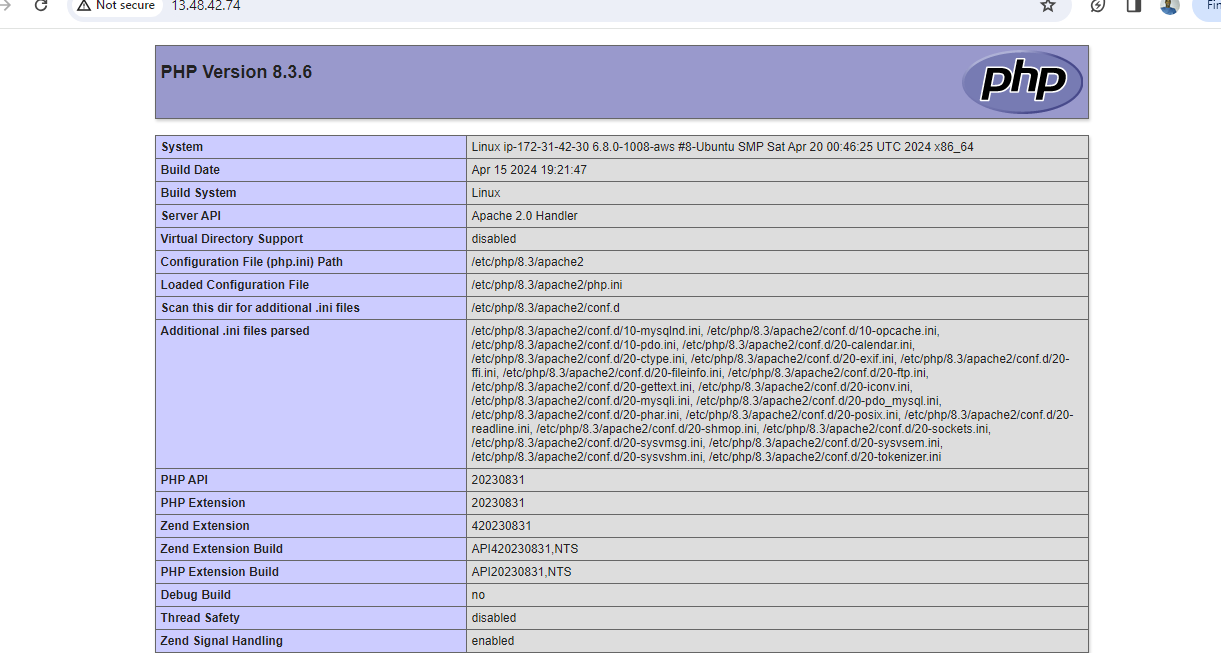 Not secure 13.48.42.74
PHP Version 8.3.6
php
System Linux ip-172-31-42-30 6.8.0-1008-aws #8-Ubuntu SMP Sat Apr 20 00:46:25 UTC 2024 x86_64
Build Date Apr 15 2024 19:21:47
Build System Linux
Server API Apache 2.0 Handler
Virtual Directory Support disabled
Configuration File (php.ini) Path /etc/php/8.3/apache2
Loaded Configuration File /etc/php/8.3/apache2/php.ini
Scan this dir for additional .ini files /etc/php/8.3/apache2/conf.d
Additional .ini files parsed /etc/php/8.3/apache2/conf.d/10-mysqlnd.ini, /etc/php/8.3/apache2/conf.d/10-opcache.ini,
/etc/php/8.3/apache2/conf.d/10-pdo.ini, /etc/php/8.3/apache2/conf.d/20-calendar.ini,
/etc/php/8.3/apache2/conf.d/20-ctype.ini, /etc/php/8.3/apache2/conf.d/20-exif.ini, /etc/php/8.3/apache2/conf.d/20-
ffi.ini, /etc/php/8.3/apache2/conf.d/20-fileinfo.ini, /etc/php/8.3/apache2/conf.d/20-ftp.ini,
/etc/php/8.3/apache2/conf.d/20-gettext.ini, /etc/php/8.3/apache2/conf.d/20-iconv.ini,
/etc/php/8.3/apache2/conf.d/20-mysqli.ini, /etc/php/8.3/apache2/conf.d/20-pdo_mysql.ini,
/etc/php/8.3/apache2/conf.d/20-phar.ini, /etc/php/8.3/apache2/conf.d/20-posix.ini, /etc/php/8.3/apache2/conf.d/20-
readline.ini, /etc/php/8.3/apache2/conf.d/20-shmop.ini, /etc/php/8.3/apache2/conf.d/20-sockets.ini,
/etc/php/8.3/apache2/conf.d/20-sysvmsg.ini, /etc/php/8.3/apache2/conf.d/20-sysvsem.ini,
/etc/php/8.3/apache2/conf.d/20-sysvshm.ini, /etc/php/8.3/apache2/conf.d/20-tokenizer.ini
PHP API 20230831
PHP Extension 20230831
Zend Extension 420230831
Zend Extension Build API420230831,NTS
PHP Extension Build API20230831,NTS
Debug Build no
Thread Safety disabled
Zend Signal Handling enabled